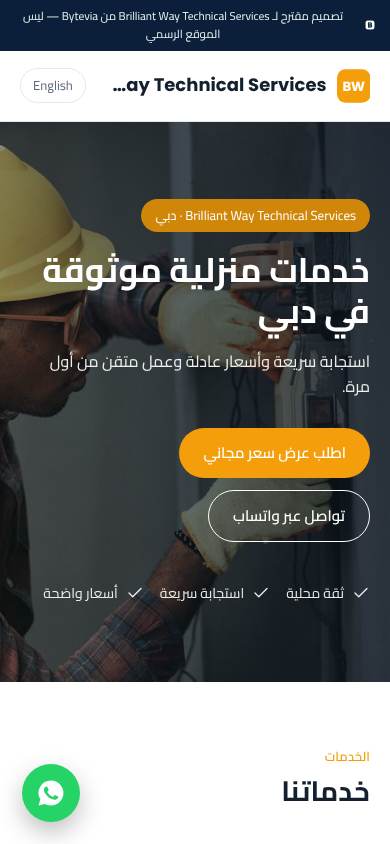 تصميم مقترح لـ Brilliant Way Technical Services من Bytevia — ليس
الموقع الرسمي
B
BW
...ay Technical Services
English
Brilliant Way Technical Services · دبي
خدمات منزلية موثوقة
في دبي
استجابة سريعة وأسعار عادلة وعمل متقن من أول
مرة.
اطلب عرض سعر مجاني
تواصل عبر واتساب
ثقة محلية
استجابة سريعة
أسعار واضحة
الخدمات
خدماتنا